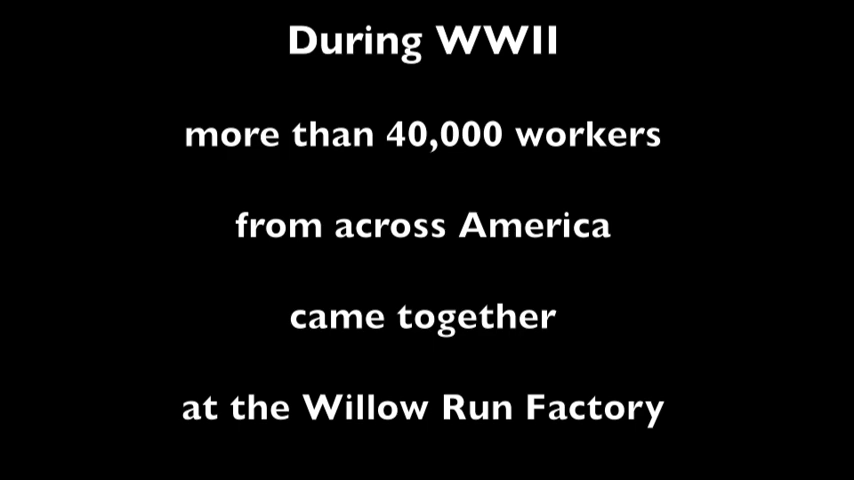 During WWII
more than 40,000 workers
from across America
came together
at the Willow Run Factory